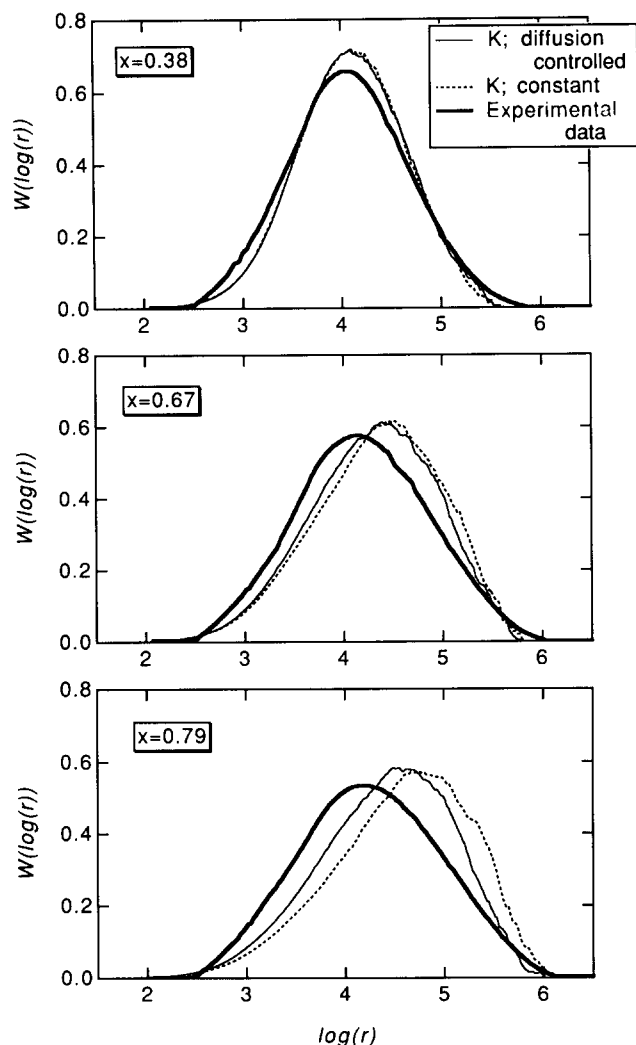 0.8
0.6
0.4
0.2
0.0
W(log(r))
x=0.38
K; diffusion
controlled
K; constant
Experimental
data
2 3 4 5 6
0.8
0.6
0.4
0.2
0.0
W(log(r))
x=0.67
2 3 4 5 6
0.8
0.6
0.4
0.2
0.0
W(log(r))
x=0.79
2 3 4 5 6
log(r)